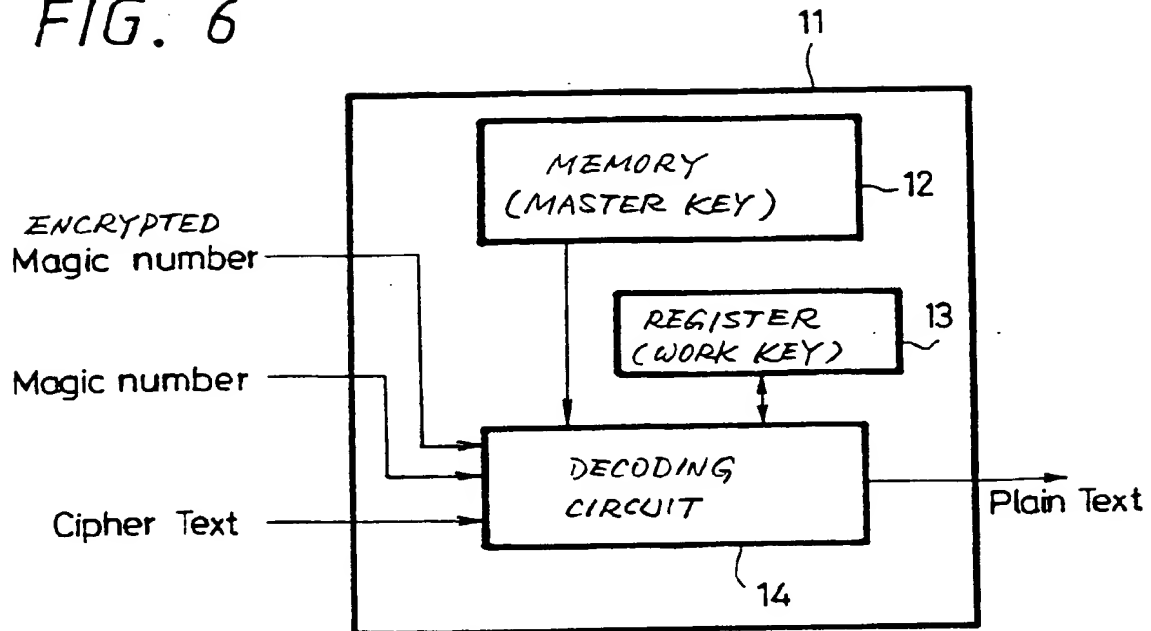 FIG. 6
11
MEMORY
(MASTER KEY)
12
ENCRYPTED
Magic number
REGISTER
(WORK KEY)
13
Magic number
DECODING
CIRCUIT
Cipher Text
Plain Text
14